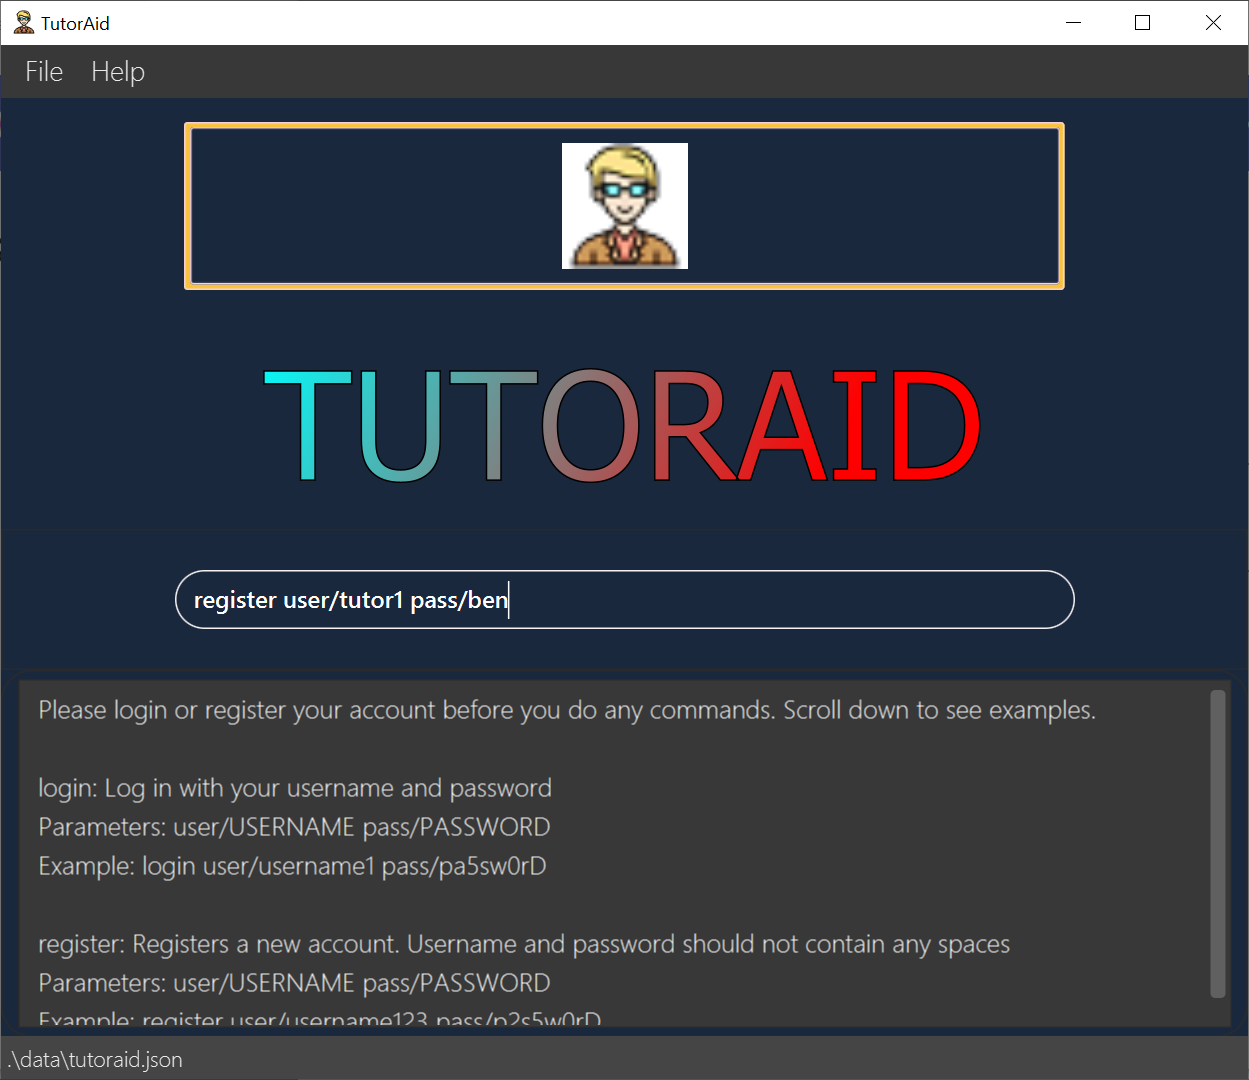 TutorAid
File Help
TUTORAID
register user/tutor1 pass/ben
Please login or register your account before you do any commands. Scroll down to see examples.
login: Log in with your username and password
Parameters: user/USERNAME pass/PASSWORD
Example: login user/username1 pass/pa5sw0rD
register: Registers a new account. Username and password should not contain any spaces
Parameters: user/USERNAME pass/PASSWORD
Example: register user/username123 pass/p2s5w0rD
.\data\tutoraid.json